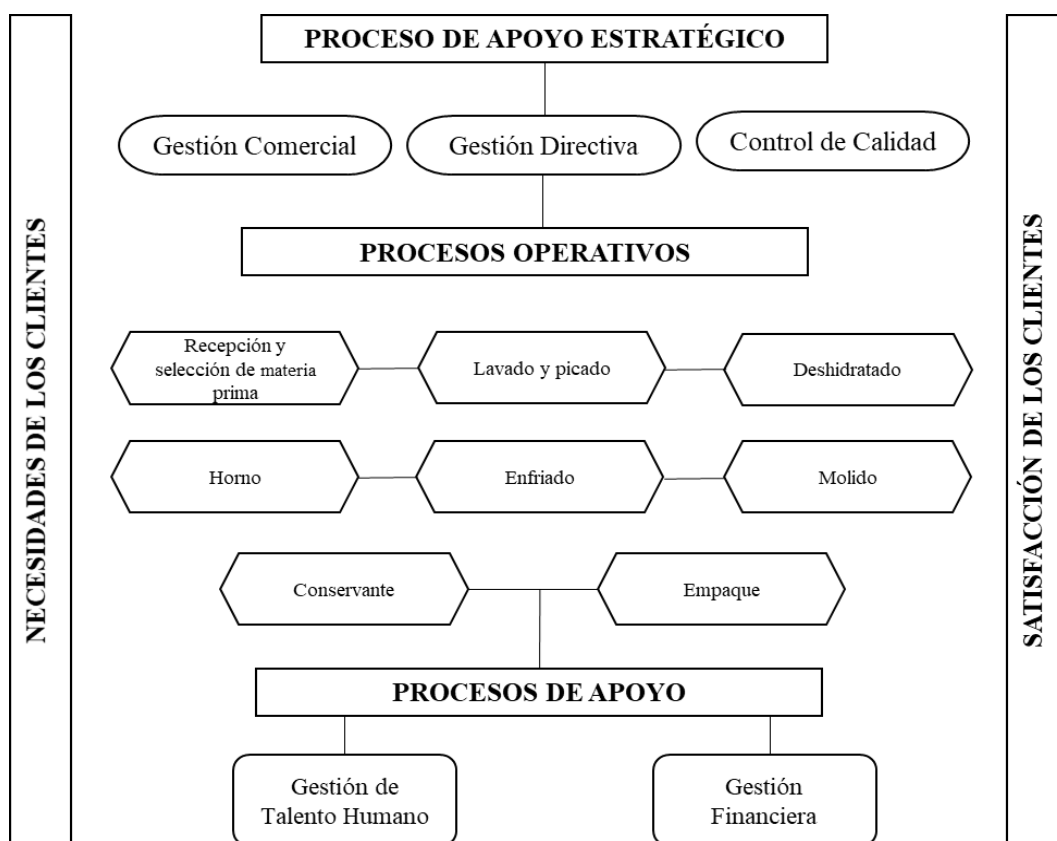 PROCESO DE APOYO ESTRATÉGICO
Gestión Comercial
Gestión Directiva
Control de Calidad
NECESIDADES DE LOS CLIENTES
SATISFACCIÓN DE LOS CLIENTES
PROCESOS OPERATIVOS
Recepción y
selección de materia
prima
Lavado y picado
Deshidratado
Horno
Enfriado
Molido
Conservante
Empaque
PROCESOS DE APOYO
Gestión de
Talento Humano
Gestión
Financiera